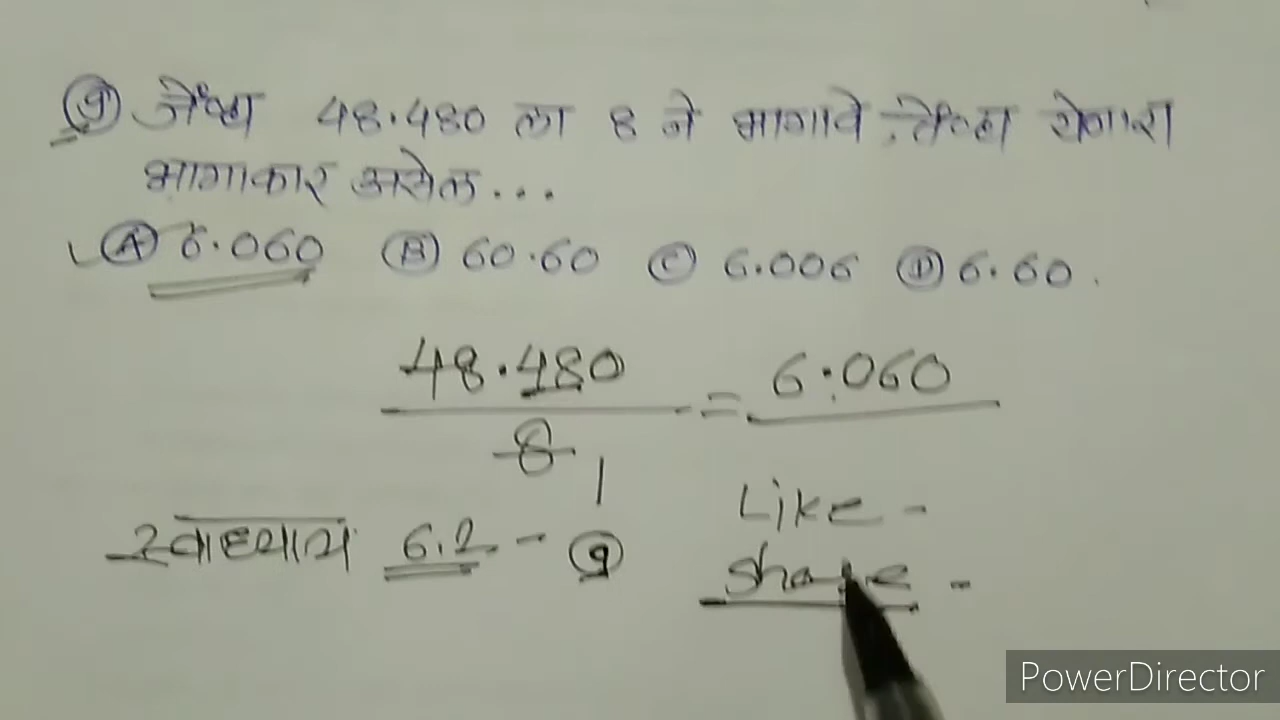 (9) जेव्हा 48.480 ला 8 ने भागावे तेव्हा येणारा
भागाकार असेल...
(A) 6.060 (B) 60.60 (C) 6.006 (D) 6.60.
48.480 = 6.060
8 1
Like -
स्वाध्याय 6.2 - (9)
Share -
PowerDirector